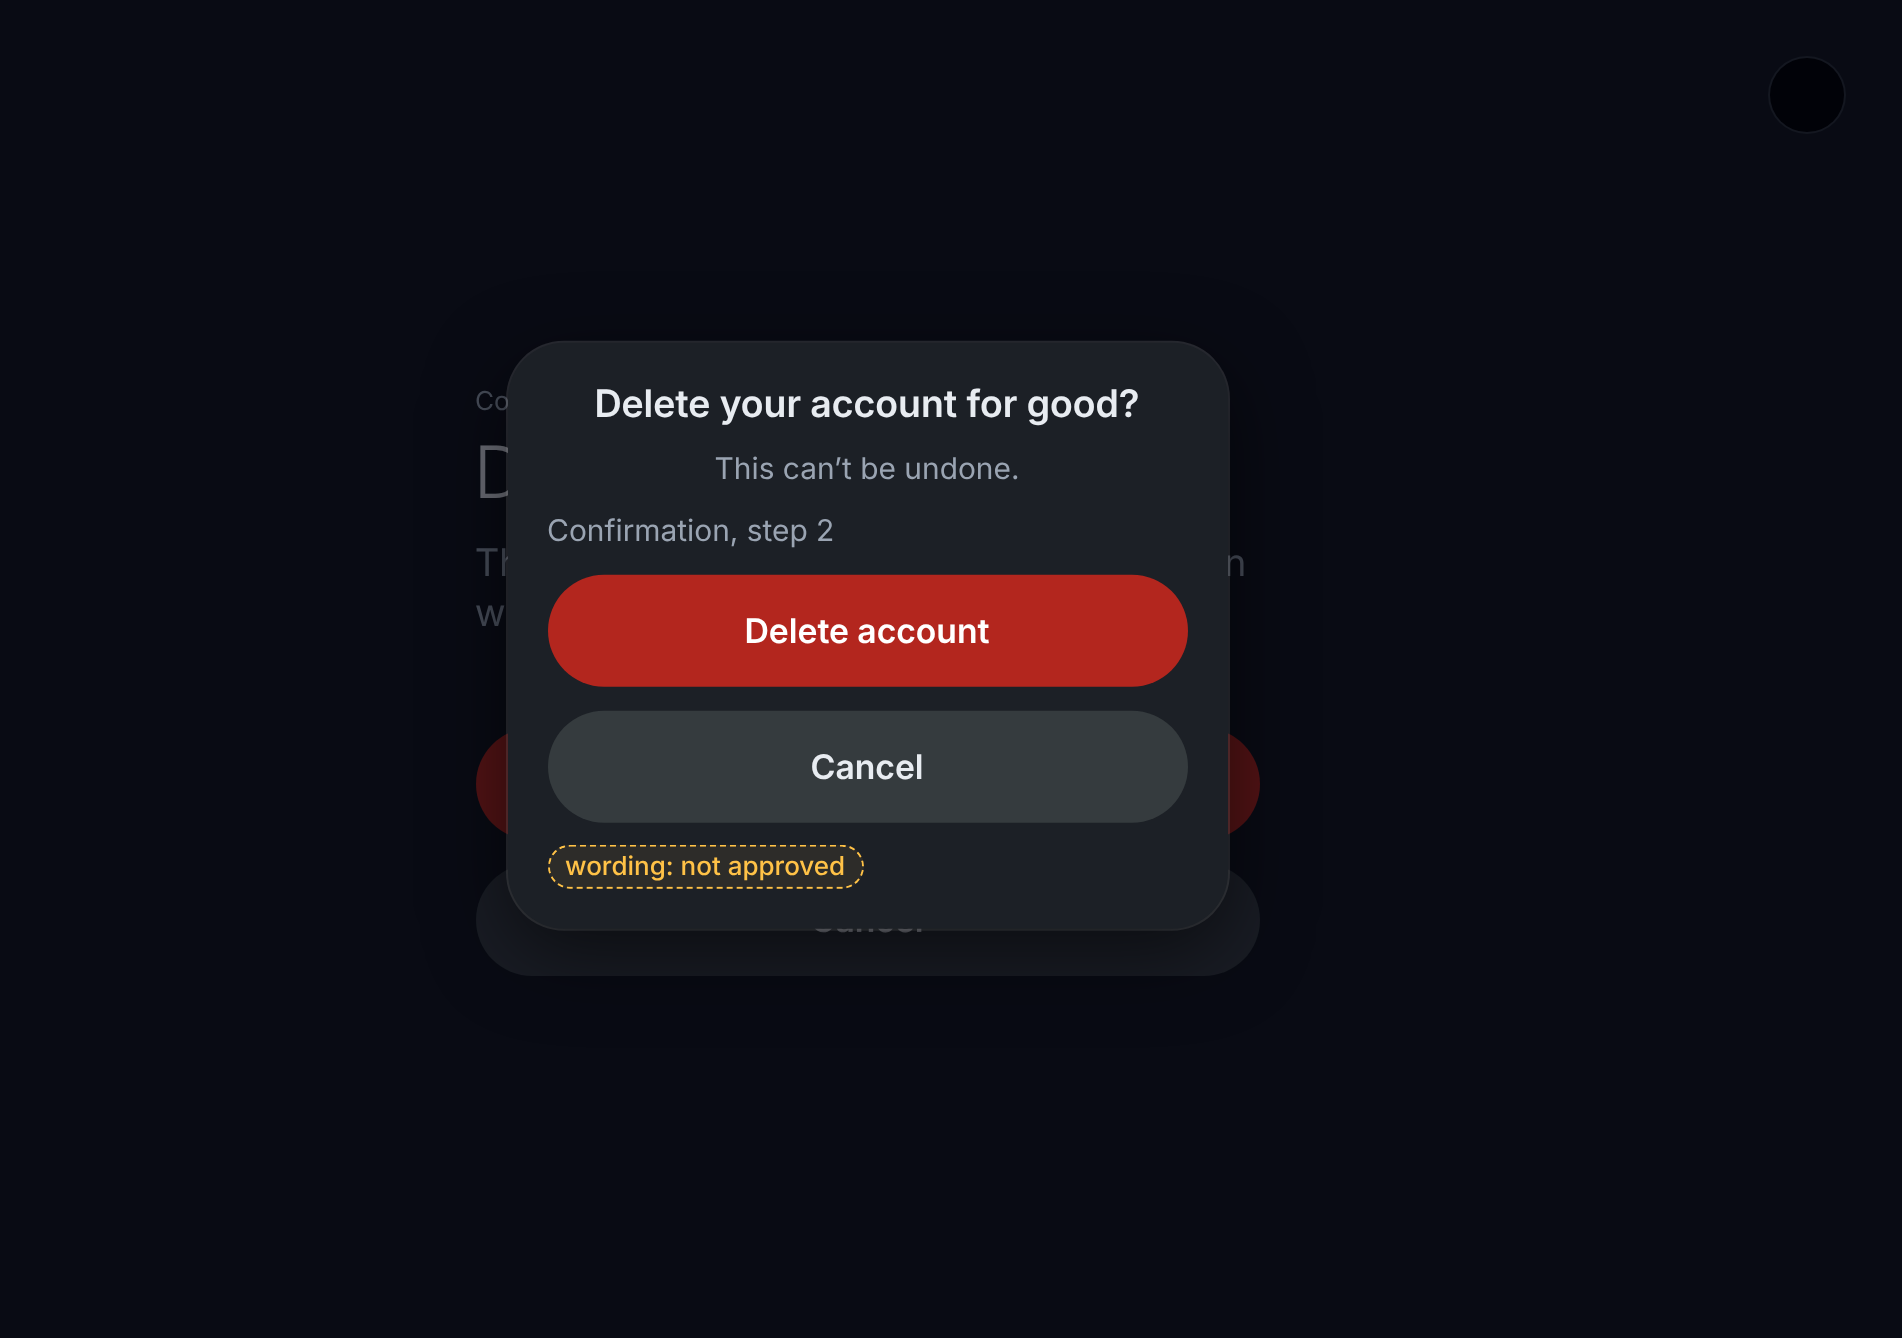 Delete your account for good?
This can’t be undone.
Confirmation, step 2
Delete account
Cancel
wording: not approved